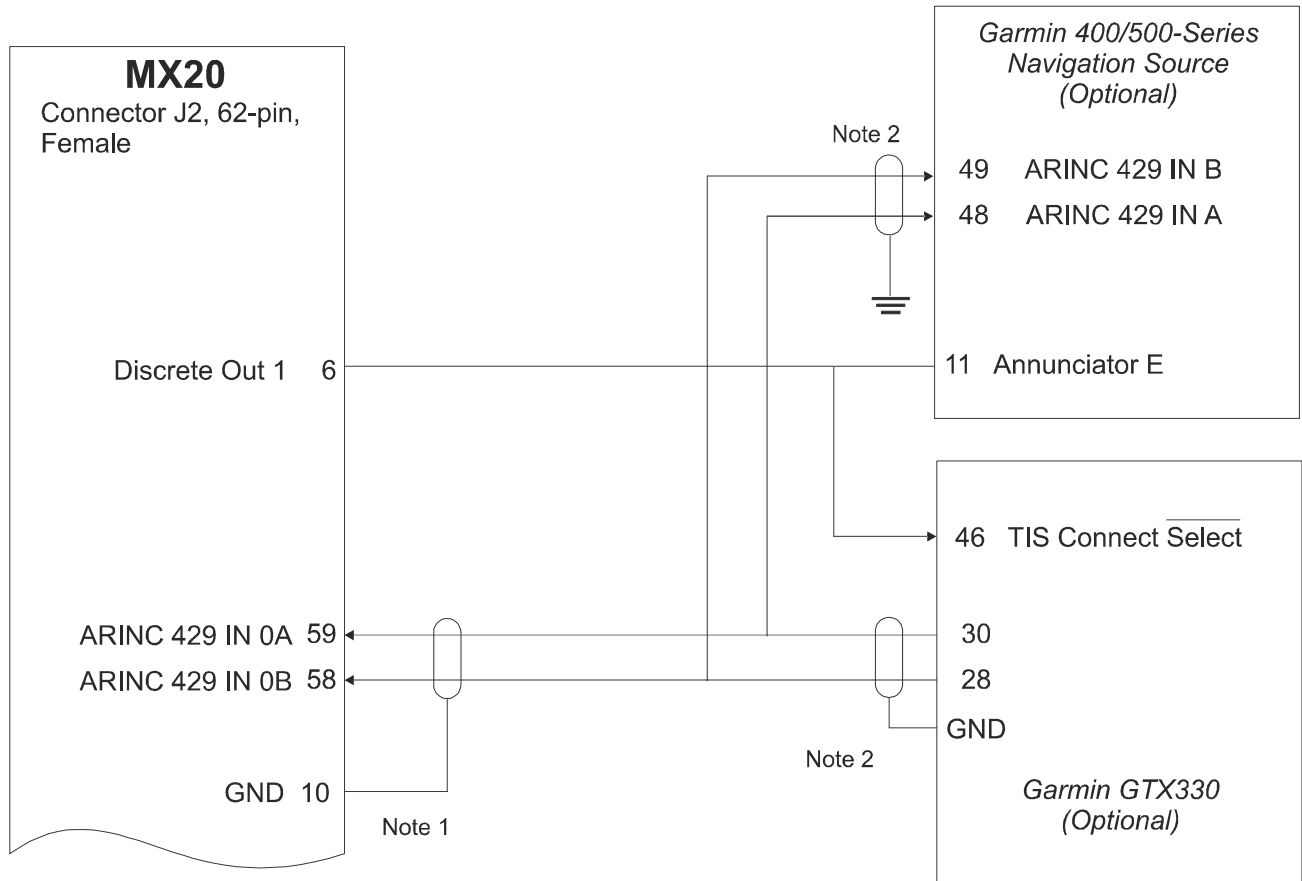 MX20
Connector J2, 62-pin,
Female
Discrete Out 1 6
ARINC 429 IN 0A 59
ARINC 429 IN 0B 58
GND 10
Note 1
Note 2
Garmin 400/500-Series
Navigation Source
(Optional)
49 ARINC 429 IN B
48 ARINC 429 IN A
11 Annunciator E
46 TIS Connect Select
30
28
GND
Note 2
Garmin GTX330
(Optional)